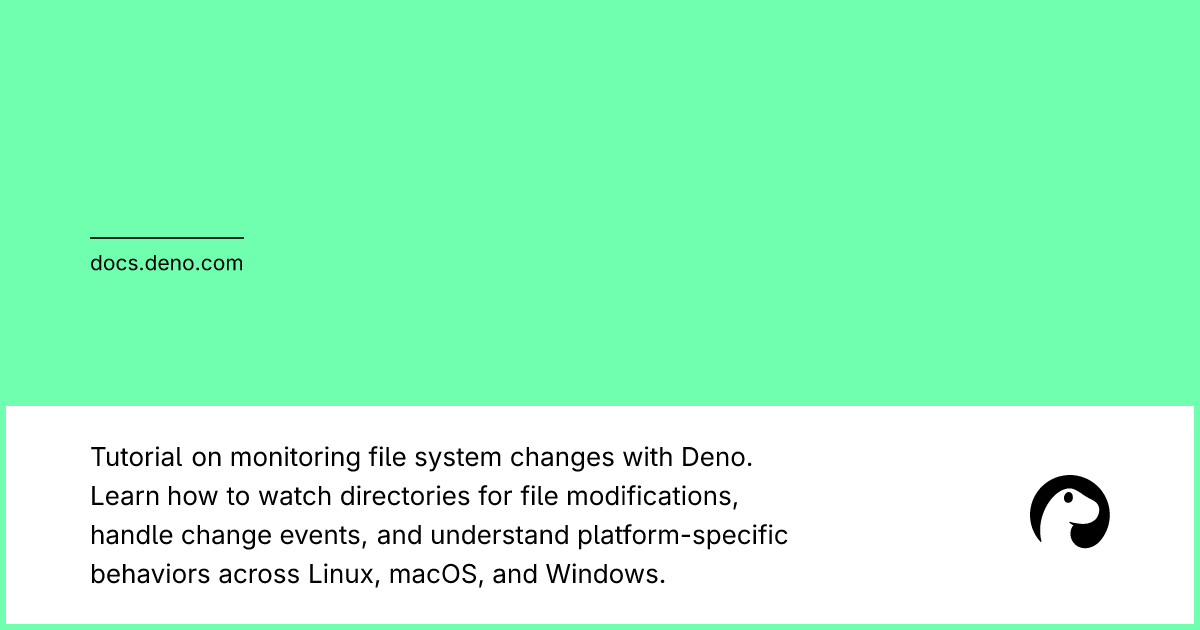 docs.deno.com
Tutorial on monitoring file system changes with Deno.
Learn how to watch directories for file modifications,
handle change events, and understand platform-specific
behaviors across Linux, macOS, and Windows.